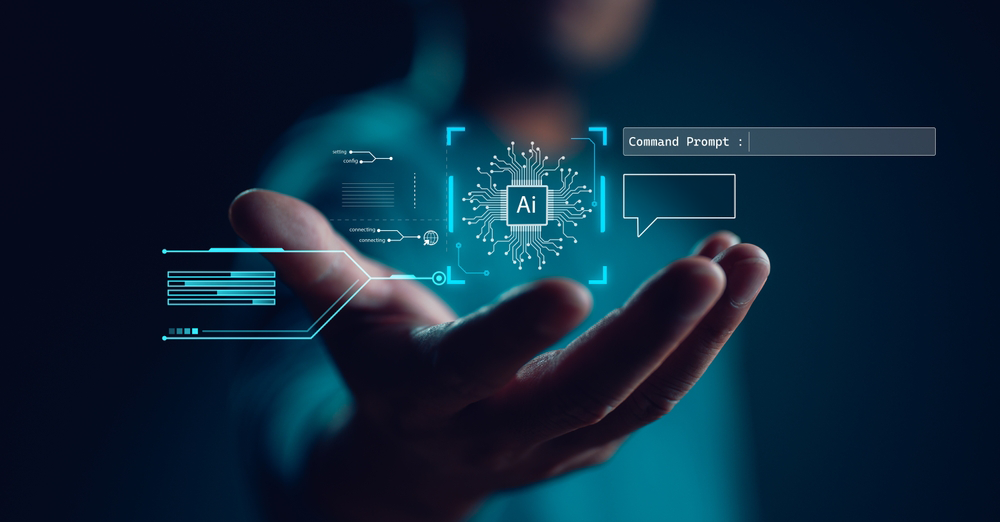 setting
config
connecting
connecting
Ai
Command Prompt :